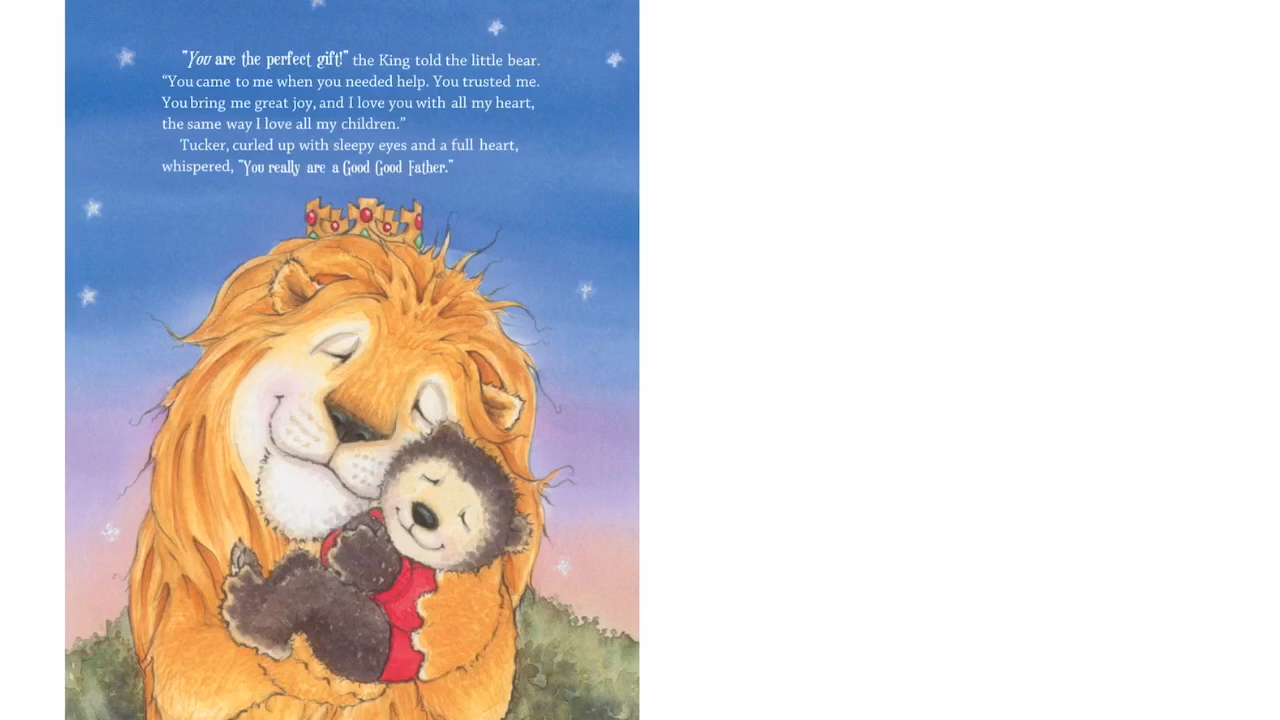 "You are the perfect gift!" the King told the little bear.
“You came to me when you needed help. You trusted me.
You bring me great joy, and I love you with all my heart,
the same way I love all my children.”
Tucker, curled up with sleepy eyes and a full heart,
whispered, "You really are a Good Good Father."